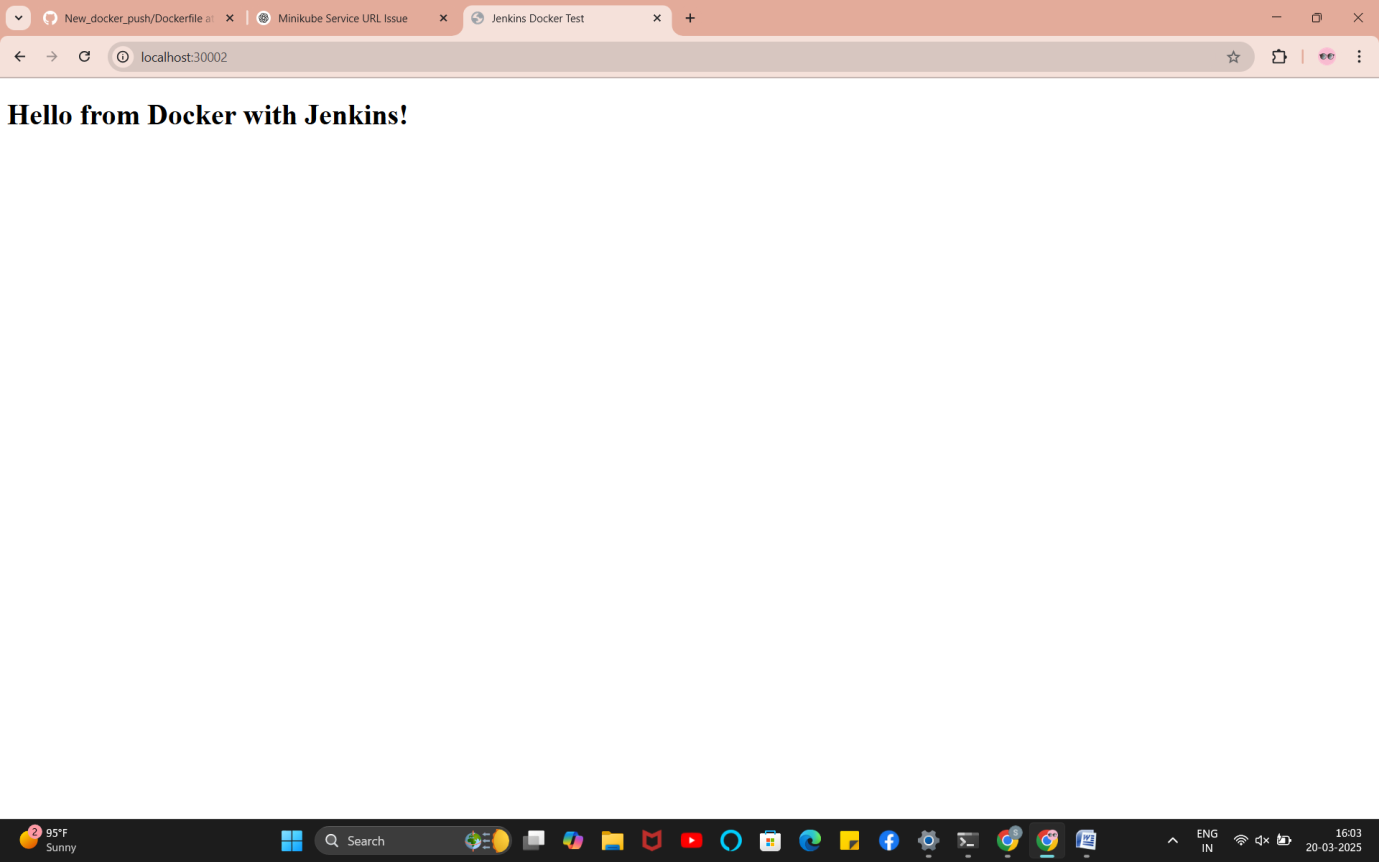 New_docker_push/Dockerfile at
Minikube Service URL Issue
Jenkins Docker Test
localhost:30002
Hello from Docker with Jenkins!
2
95°F
Sunny
Search
S
ENG
IN
16:03
20-03-2025